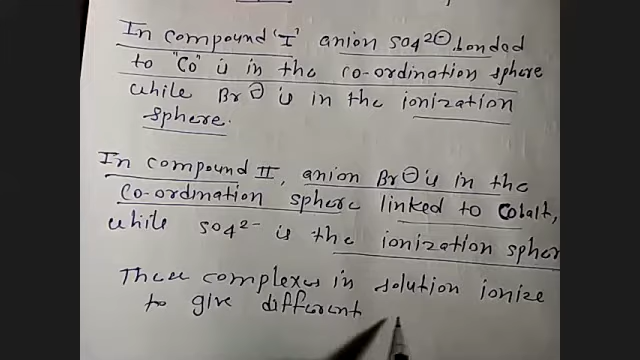 In compound 'I' anion SO4²⊖ bonded
to "Co" is in the co-ordination sphere
while Br⊖ is in the ionization
sphere.
In compound II, anion Br⊖ is in the
co-ordination sphere linked to Cobalt,
while SO4²⁻ is the ionization spher
These complexes in solution ionize
to give different